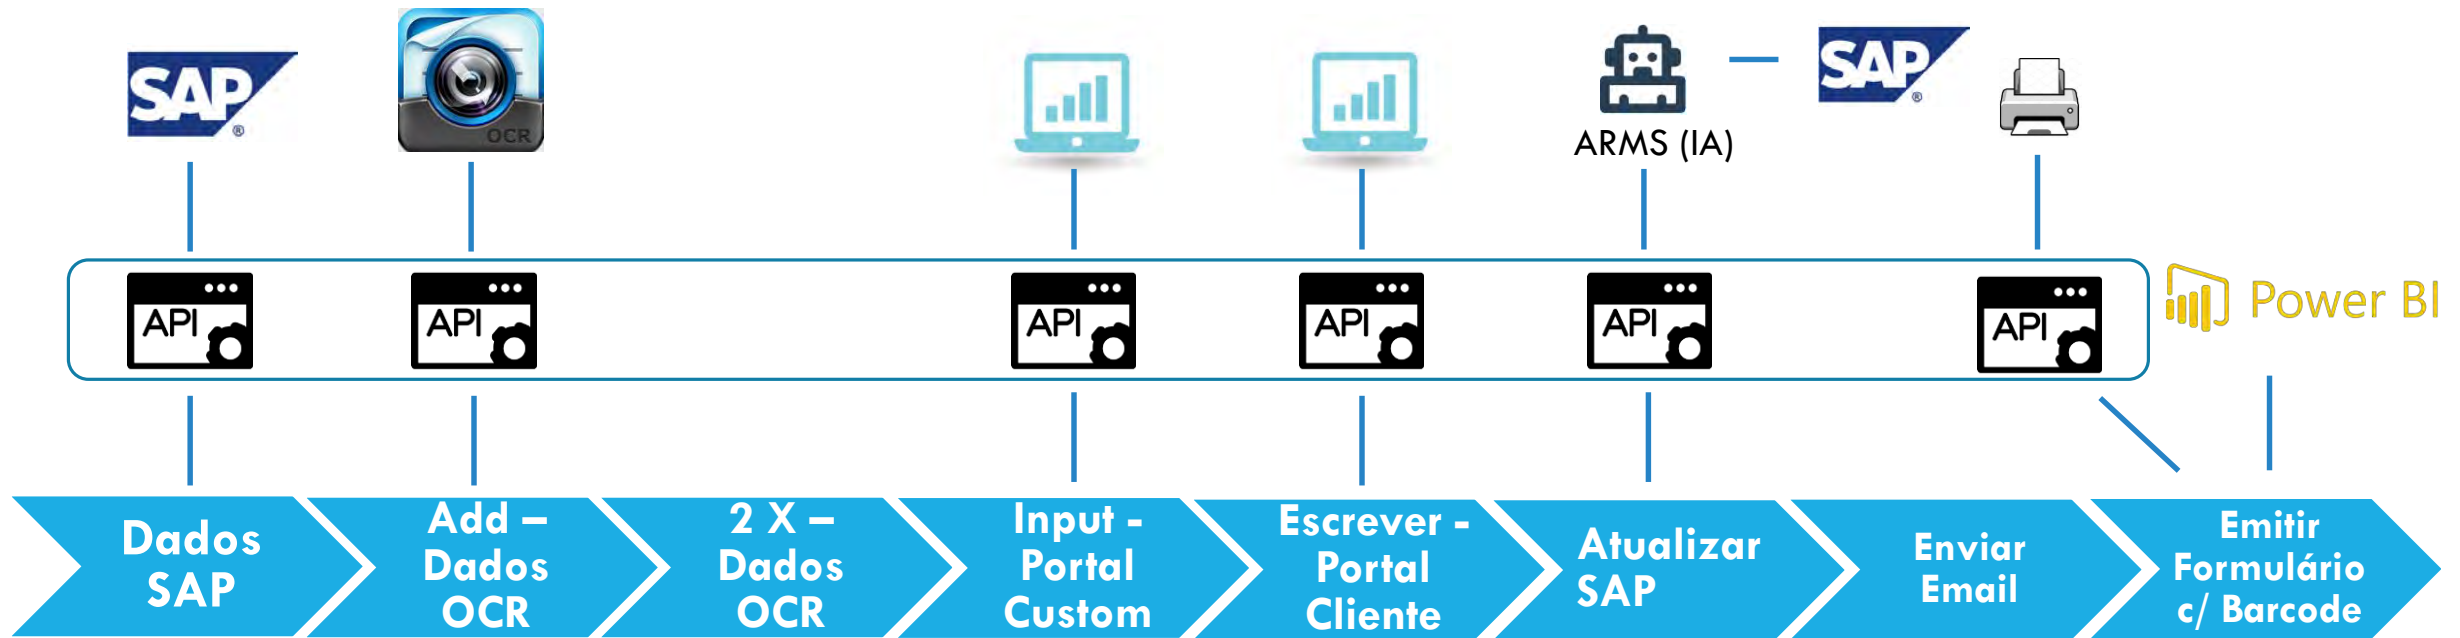 SAP
®
OCR
ARMS (IA)
SAP
®
API
API
API
API
API
API
Power BI
Dados
SAP
Add –
Dados
OCR
2 X –
Dados
OCR
Input -
Portal
Custom
Escrever -
Portal
Cliente
Atualizar
SAP
Enviar
Email
Emitir
Formulário
c/ Barcode